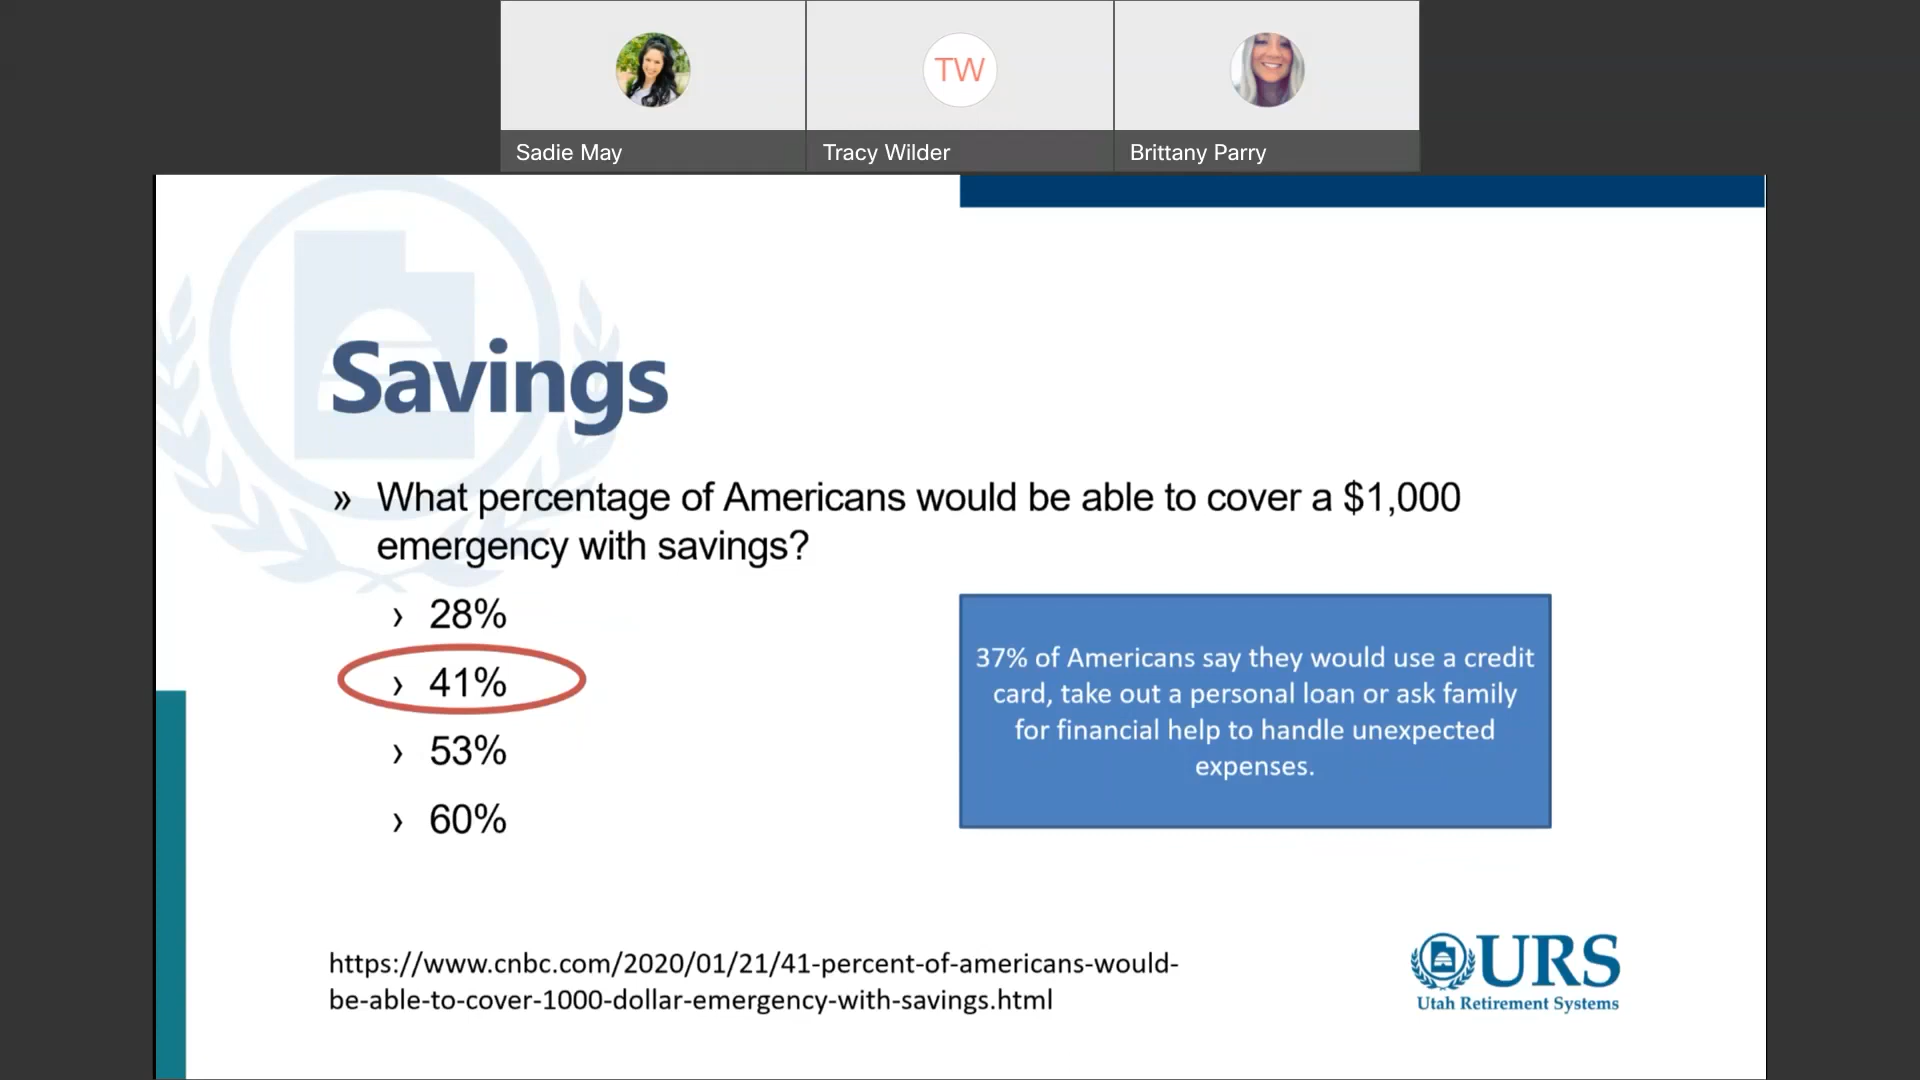 TW
Sadie May
Tracy Wilder
Brittany Parry
Savings
» What percentage of Americans would be able to cover a $1,000
emergency with savings?
› 28%
› 41%
› 53%
› 60%
37% of Americans say they would use a credit
card, take out a personal loan or ask family
for financial help to handle unexpected
expenses.
https://www.cnbc.com/2020/01/21/41-percent-of-americans-would-
be-able-to-cover-1000-dollar-emergency-with-savings.html
URS
Utah Retirement Systems